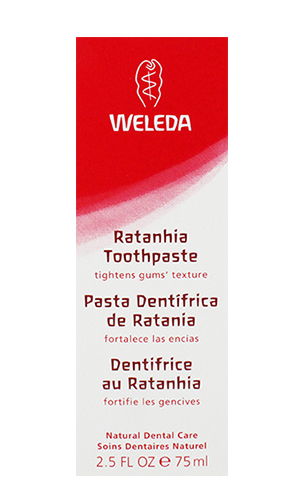 WELEDA
Ratanhia
Toothpaste
tightens gums' texture
Pasta Dentífrica
de Ratania
fortalece las encías
Dentifrice
au Ratanhia
fortifie les gencives
Natural Dental Care
Soins Dentaires Naturel
2.5 FL OZ e 75 ml